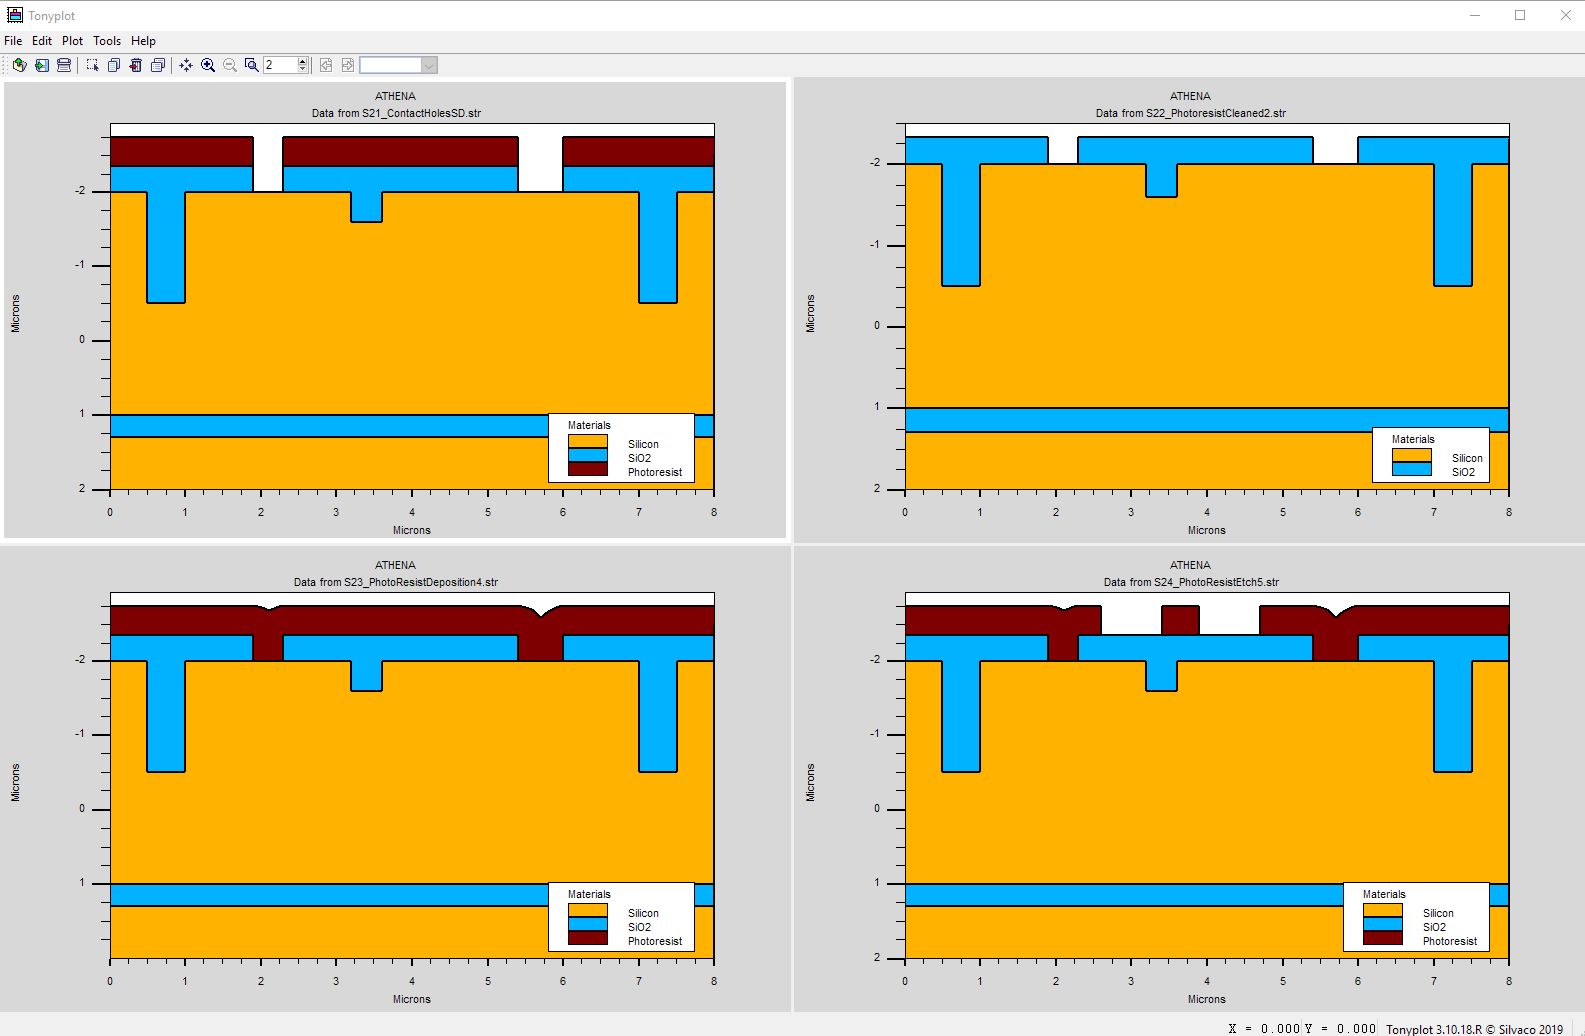 Tonyplot
File Edit Plot Tools Help
2
ATHENA
Data from S21_ContactHolesSD.str
Microns
-2
-1
0
1
2
Materials
Silicon
SiO2
Photoresist
0 1 2 3 4 5 6 7 8
Microns
ATHENA
Data from S22_PhotoresistCleaned2.str
Microns
-2
-1
0
1
2
Materials
Silicon
SiO2
0 1 2 3 4 5 6 7 8
Microns
ATHENA
Data from S23_PhotoResistDeposition4.str
Microns
-2
-1
0
1
Materials
Silicon
SiO2
Photoresist
0 1 2 3 4 5 6 7 8
Microns
ATHENA
Data from S24_PhotoResistEtch5.str
Microns
-2
-1
0
1
2
Materials
Silicon
SiO2
Photoresist
0 1 2 3 4 5 6 7 8
Microns
X = 0.000 Y = 0.000 Tonyplot 3.10.18.R © Silvaco 2019